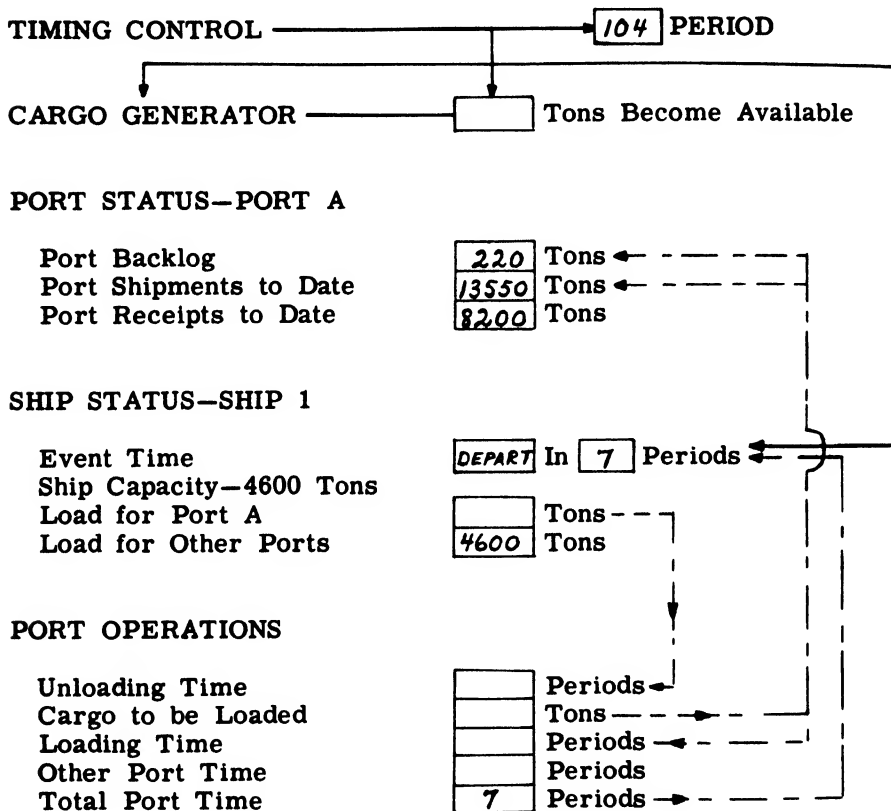 TIMING CONTROL 104 PERIOD
CARGO GENERATOR Tons Become Available
PORT STATUS—PORT A
Port Backlog 220 Tons
Port Shipments to Date 13550 Tons
Port Receipts to Date 8200 Tons
SHIP STATUS—SHIP 1
Event Time DEPART In 7 Periods
Ship Capacity—4600 Tons
Load for Port A Tons
Load for Other Ports 4600 Tons
PORT OPERATIONS
Unloading Time Periods
Cargo to be Loaded Tons
Loading Time Periods
Other Port Time Periods
Total Port Time 7 Periods